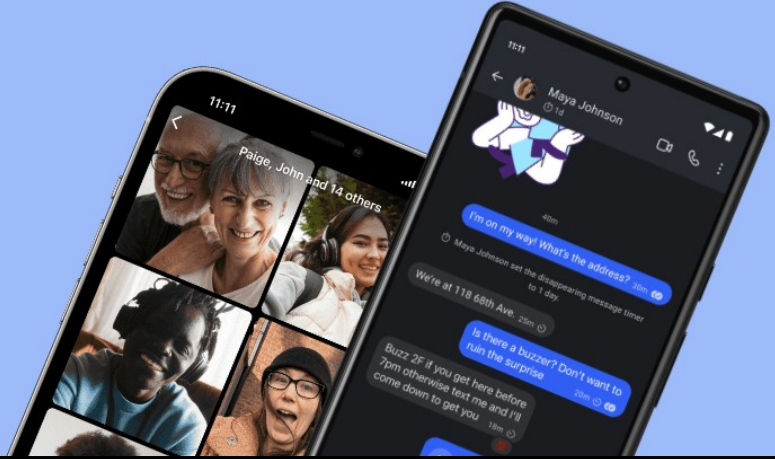 11:11
Paige, John and 14 others
11:11
Maya Johnson
1d
40m
I'm on my way! What's the address? 30m
Maya Johnson set the disappearing message timer
to 1 day.
We're at 118 68th Ave. 25m
Is there a buzzer? Don't want to
ruin the surprise
20m
Buzz 2F if you get here before
7pm otherwise text me and I'll
come down to get you
18m